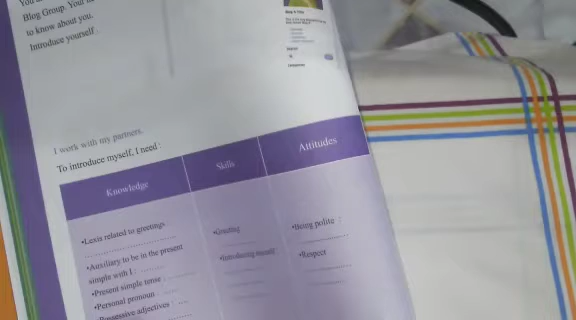 Blog Group. Your
to know about you.
Introduce yourself
I work with my partners.
To introduce myself, I need :
Knowledge
Skills
Attitudes
•Lexis related to greetings
•Auxiliary to be in the present
simple with I :
•Present simple tense :
•Personal pronoun :
•Possessive adjectives :
•Greeting
•Introducing myself
•Being polite :
•Respect